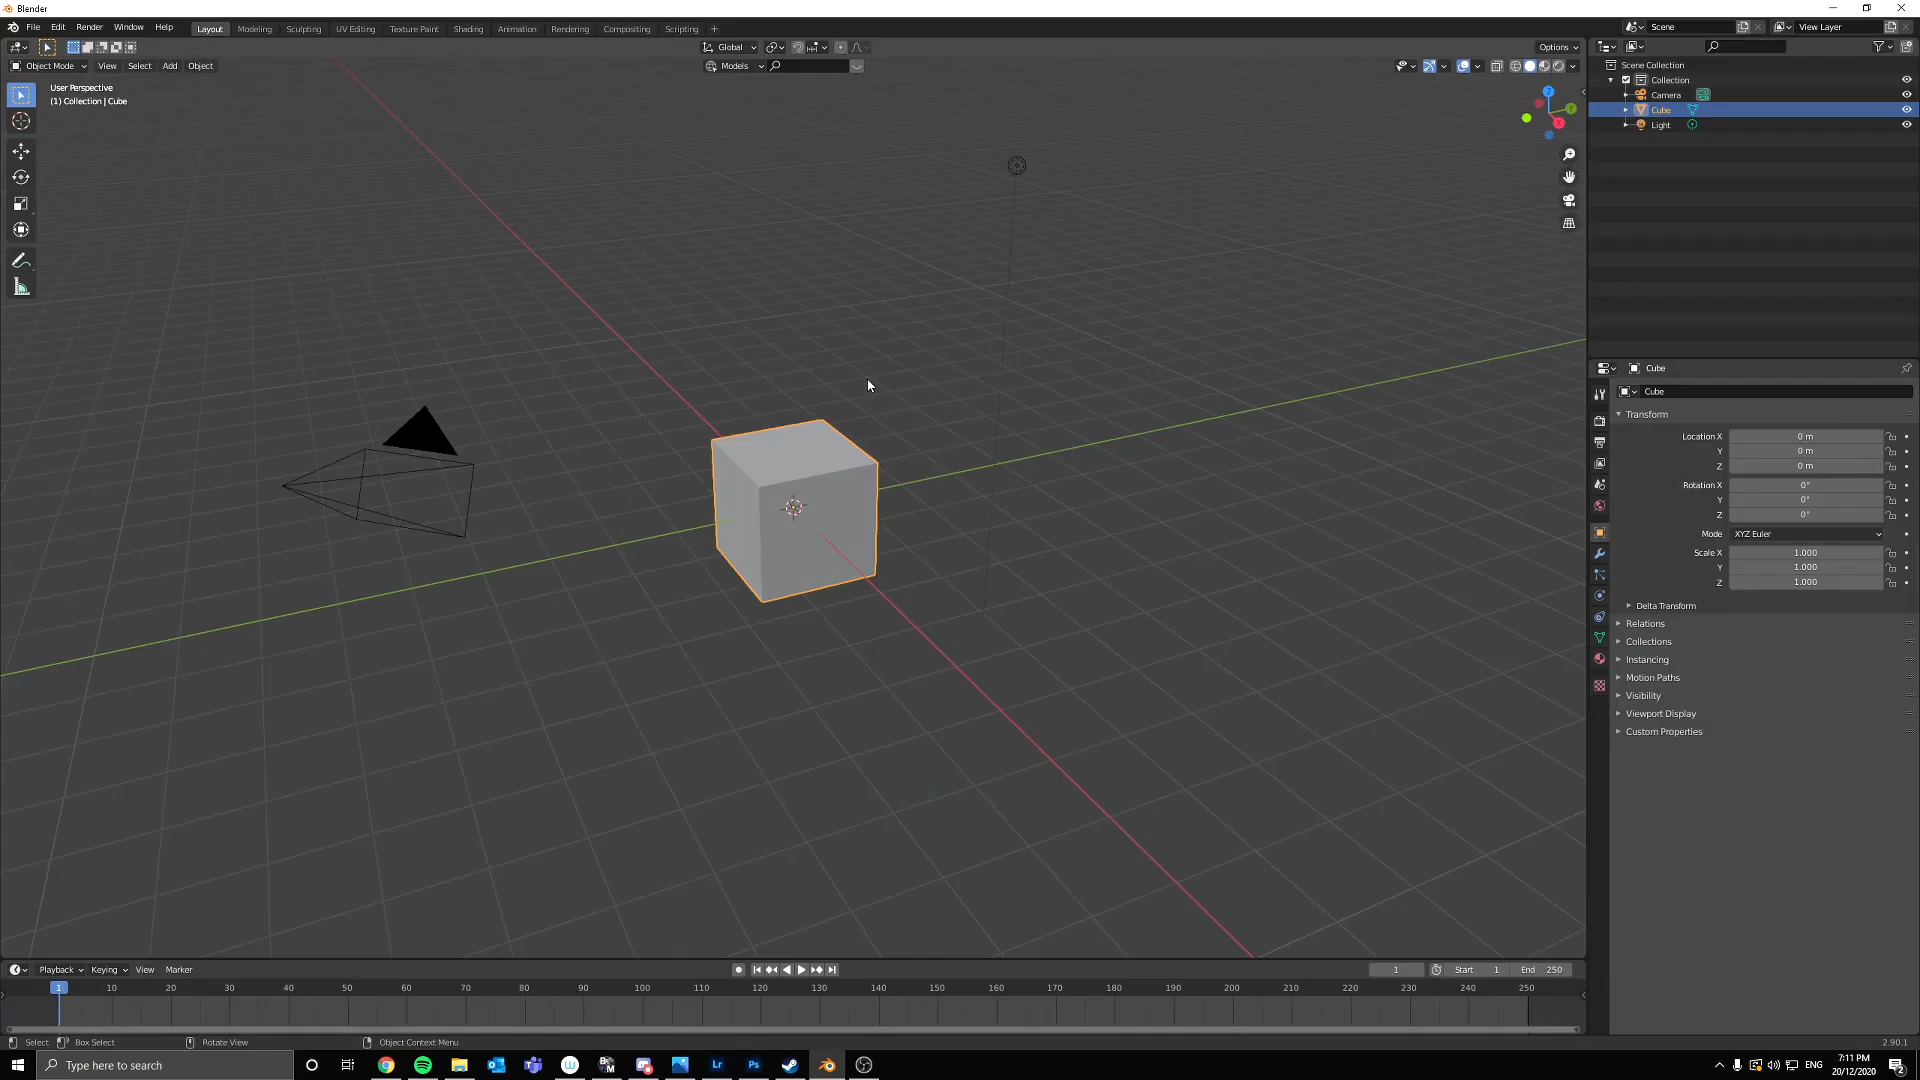 Blender
File Edit Render Window Help
Layout Modeling Sculpting UV Editing Texture Paint Shading Animation Rendering Compositing Scripting +
Scene
View Layer
Global
Options
Object Mode View Select Add Object
Models
User Perspective
(1) Collection | Cube
Z
Y
X
Scene Collection
Collection
Camera
Cube
Light
Cube
Cube
Transform
Location X 0 m
Y 0 m
Z 0 m
Rotation X 0°
Y 0°
Z 0°
Mode XYZ Euler
Scale X 1.000
Y 1.000
Z 1.000
Delta Transform
Relations
Collections
Instancing
Motion Paths
Visibility
Viewport Display
Custom Properties
Playback Keying View Marker
1 Start 1 End 250
1 10 20 30 40 50 60 70 80 90 100 110 120 130 140 150 160 170 180 190 200 210 220 230 240 250
Select Box Select Rotate View Object Context Menu 2.90.1
Type here to search
Lr
Ps
ENG
7:11 PM
20/12/2020